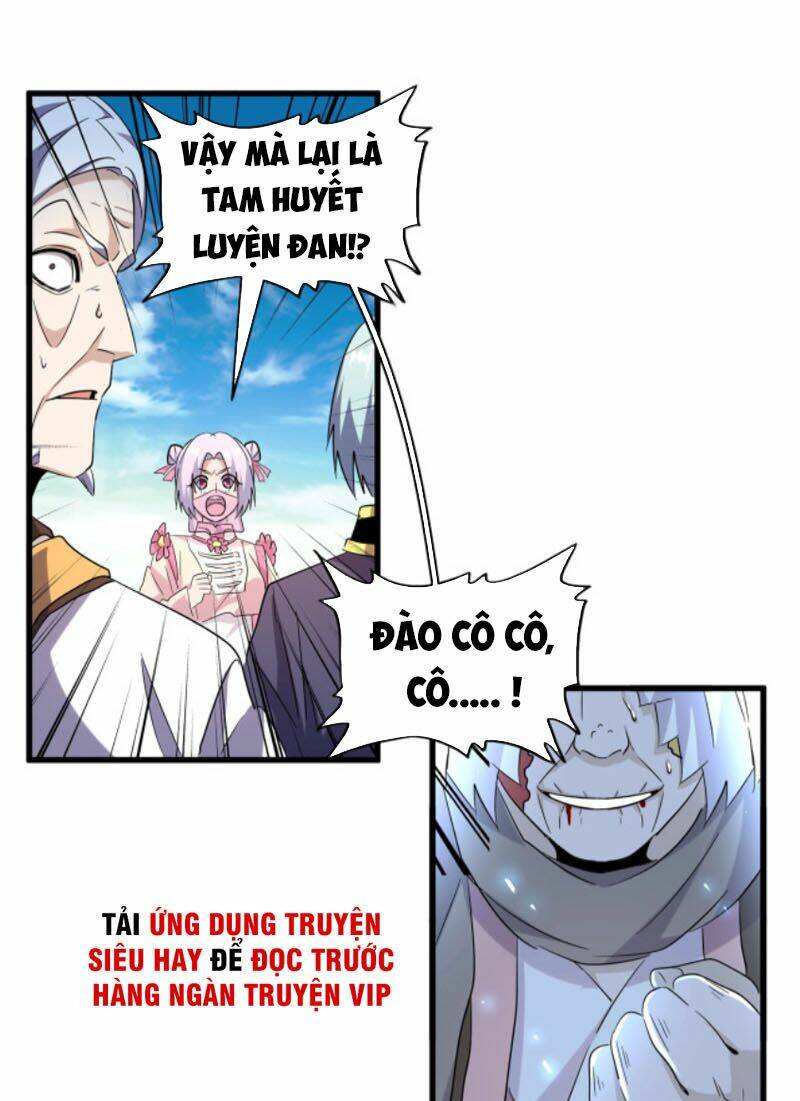 VẬY MÀ LẠI LÀ
TAM HUYẾT
LUYỆN ĐAN!?
ĐÀO CÔ CÔ,
CÔ..... !
TẢI ỨNG DỤNG TRUYỆN
SIÊU HAY ĐỂ ĐỌC TRƯỚC
HÀNG NGÀN TRUYỆN VIP